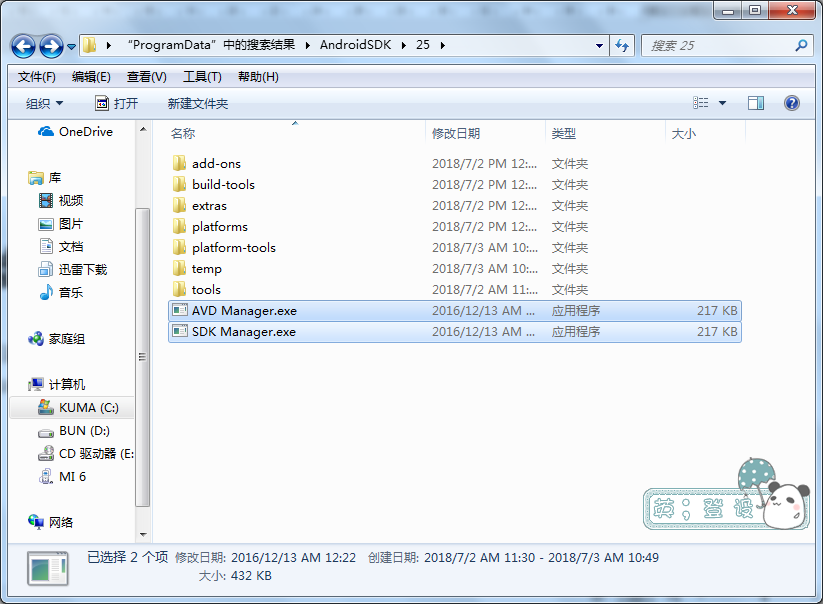 "ProgramData" 中的搜索结果 AndroidSDK 25
搜索 25
文件(F) 编辑(E) 查看(V) 工具(T) 帮助(H)
组织 打开 新建文件夹
名称 修改日期 类型 大小
OneDrive
库
视频
图片
文档
迅雷下载
音乐
家庭组
计算机
KUMA (C:)
BUN (D:)
CD 驱动器 (E:
MI 6
网络
add-ons 2018/7/2 PM 12:... 文件夹
build-tools 2018/7/2 PM 12:... 文件夹
extras 2018/7/2 PM 12:... 文件夹
platforms 2018/7/2 PM 12:... 文件夹
platform-tools 2018/7/3 AM 10:... 文件夹
temp 2018/7/3 AM 10:... 文件夹
tools 2018/7/2 AM 11:... 文件夹
AVD Manager.exe 2016/12/13 AM ... 应用程序 217 KB
SDK Manager.exe 2016/12/13 AM ... 应用程序 217 KB
英 ; 登 设
已选择 2 个项 修改日期: 2016/12/13 AM 12:22 创建日期: 2018/7/2 AM 11:30 - 2018/7/3 AM 10:49
大小: 432 KB